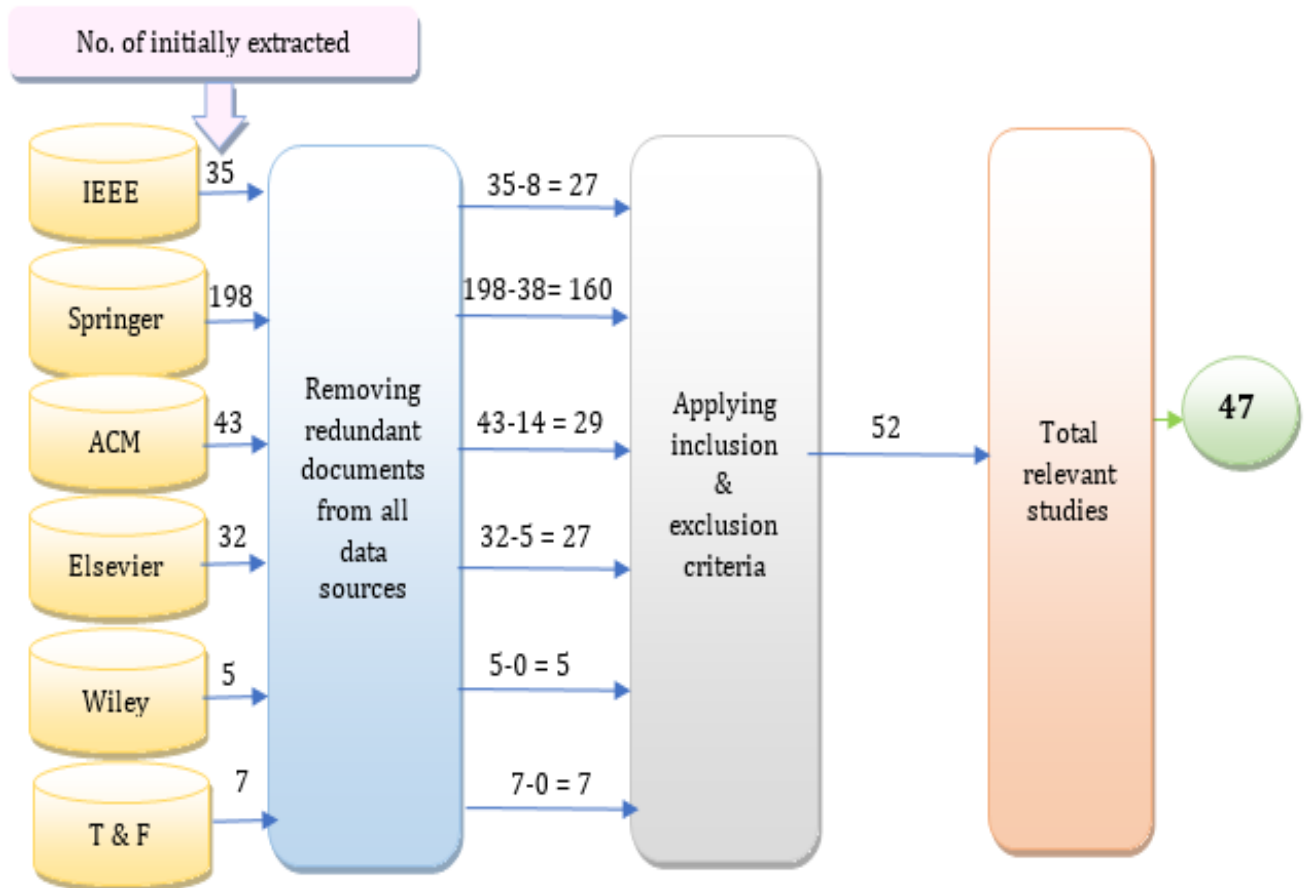 No. of initially extracted
IEEE
35
Springer
198
ACM
43
Elsevier
32
Wiley
5
T & F
7
Removing
redundant
documents
from all
data
sources
35-8 = 27
198-38= 160
43-14 = 29
32-5 = 27
5-0 = 5
7-0 = 7
Applying
inclusion
&
exclusion
criteria
52
Total
relevant
studies
47